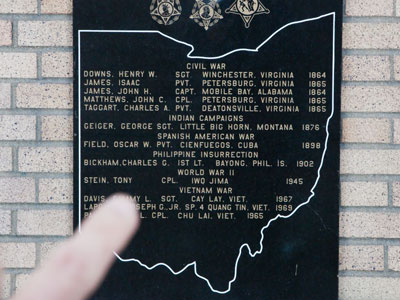 CIVIL WAR
DOWNS, HENRY W. SGT. WINCHESTER, VIRGINIA 1864
JAMES, ISAAC PVT. PETERSBURG, VIRGINIA 1865
JAMES, JOHN H. CAPT. MOBILE BAY, ALABAMA 1864
MATTHEWS, JOHN C. CPL. PETERSBURG, VIRGINIA 1865
TAGGART, CHARLES A. PVT. DEATONSVILLE, VIRGINIA 1865
INDIAN CAMPAIGNS
GEIGER, GEORGE SGT. LITTLE BIG HORN, MONTANA 1876
SPANISH AMERICAN WAR
FIELD, OSCAR W. PVT. CIENFUEGOS, CUBA 1898
PHILIPPINE INSURRECTION
BICKHAM, CHARLES G. 1ST LT. BAYONG, PHIL. IS. 1902
WORLD WAR II
STEIN, TONY CPL. IWO JIMA 1945
VIETNAM WAR
DAVIS, L. SGT. CAY LAY, VIET. 1967
G. JR. SP. 4 QUANG TIN, VIET. 1969
L. CPL. CHU LAI, VIET. 1965